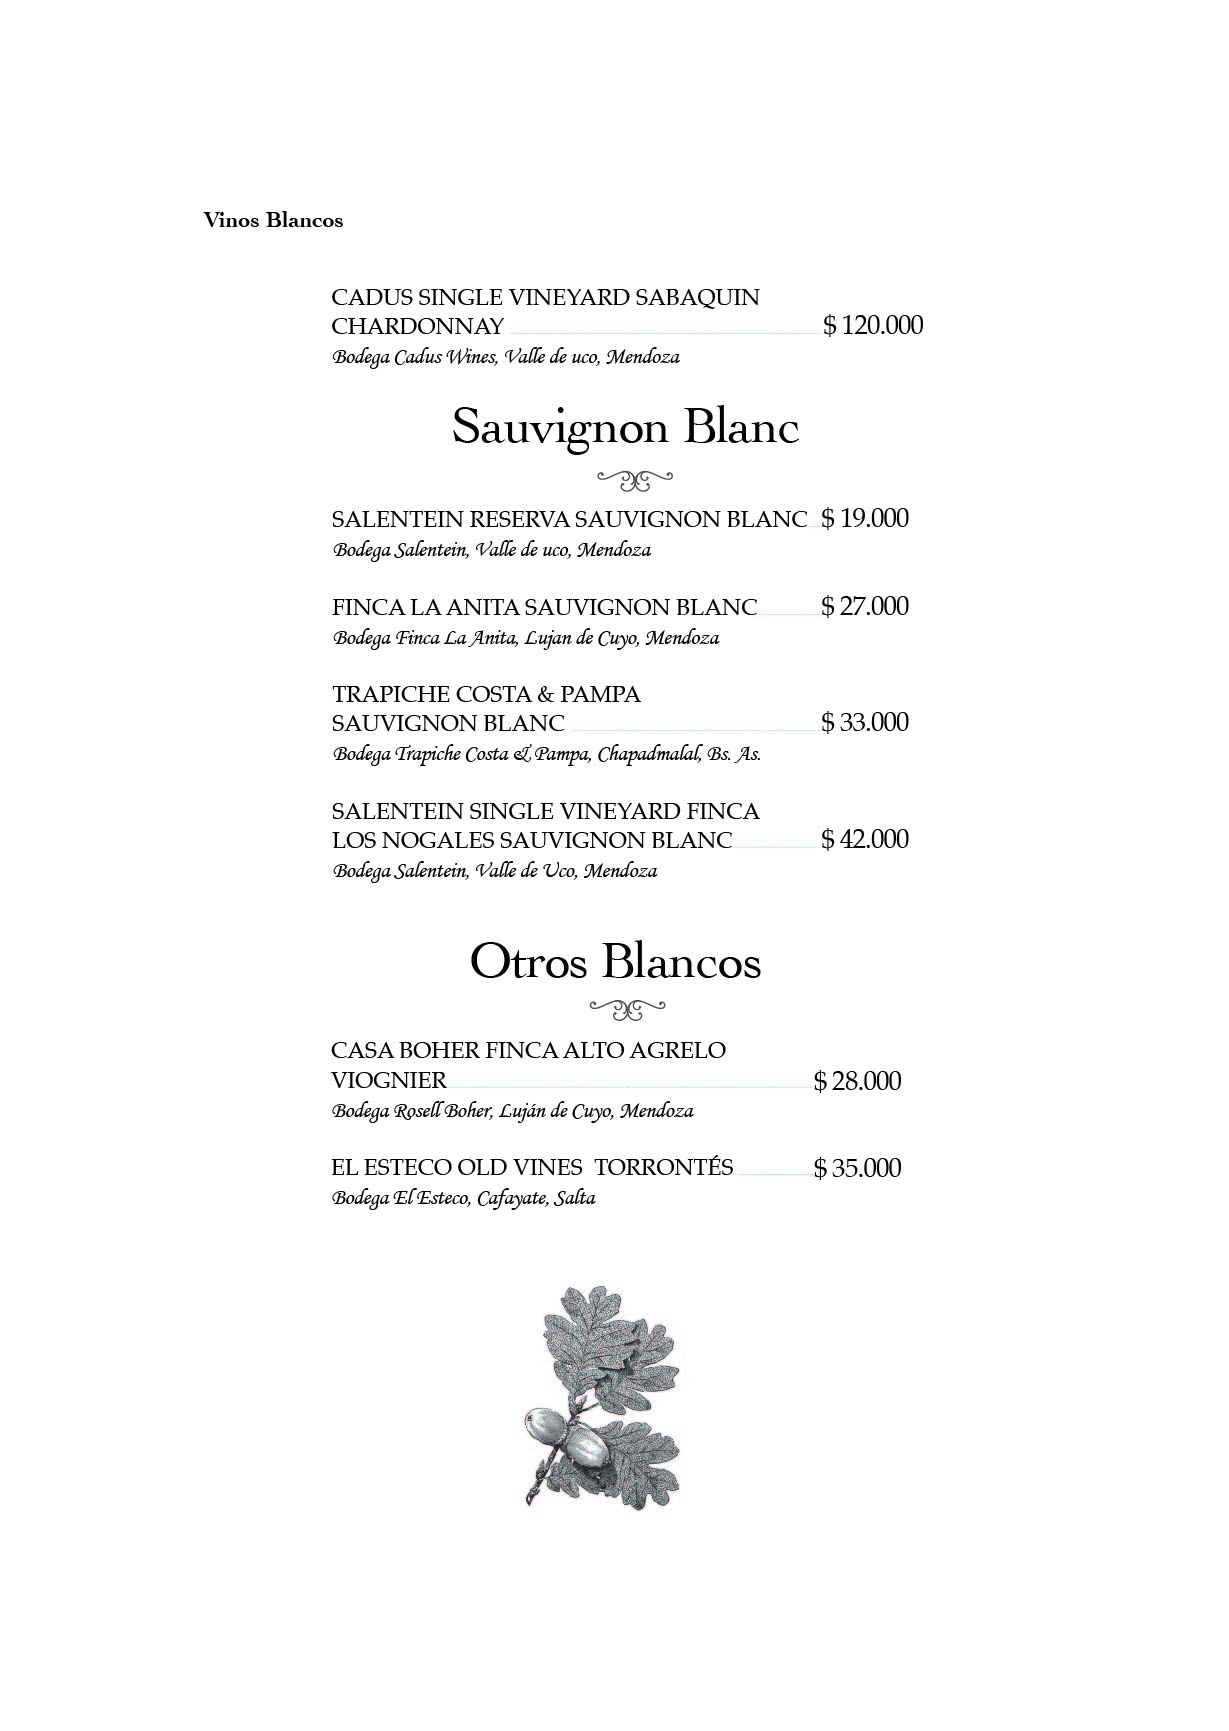 Vinos Blancos
CADUS SINGLE VINEYARD SABAQUIN
CHARDONNAY $ 120.000
Bodega Cadus Wines, Valle de uco, Mendoza
Sauvignon Blanc
SALENTEIN RESERVA SAUVIGNON BLANC $ 19.000
Bodega Salentein, Valle de uco, Mendoza
FINCA LA ANITA SAUVIGNON BLANC $ 27.000
Bodega Finca La Anita, Lujan de Cuyo, Mendoza
TRAPICHE COSTA & PAMPA
SAUVIGNON BLANC $ 33.000
Bodega Trapiche Costa & Pampa, Chapadmalal, Bs. As.
SALENTEIN SINGLE VINEYARD FINCA
LOS NOGALES SAUVIGNON BLANC $ 42.000
Bodega Salentein, Valle de Uco, Mendoza
Otros Blancos
CASA BOHER FINCA ALTO AGRELO
VIOGNIER $ 28.000
Bodega Rosell Boher, Luján de Cuyo, Mendoza
EL ESTECO OLD VINES TORRONTÉS $ 35.000
Bodega El Esteco, Cafayate, Salta